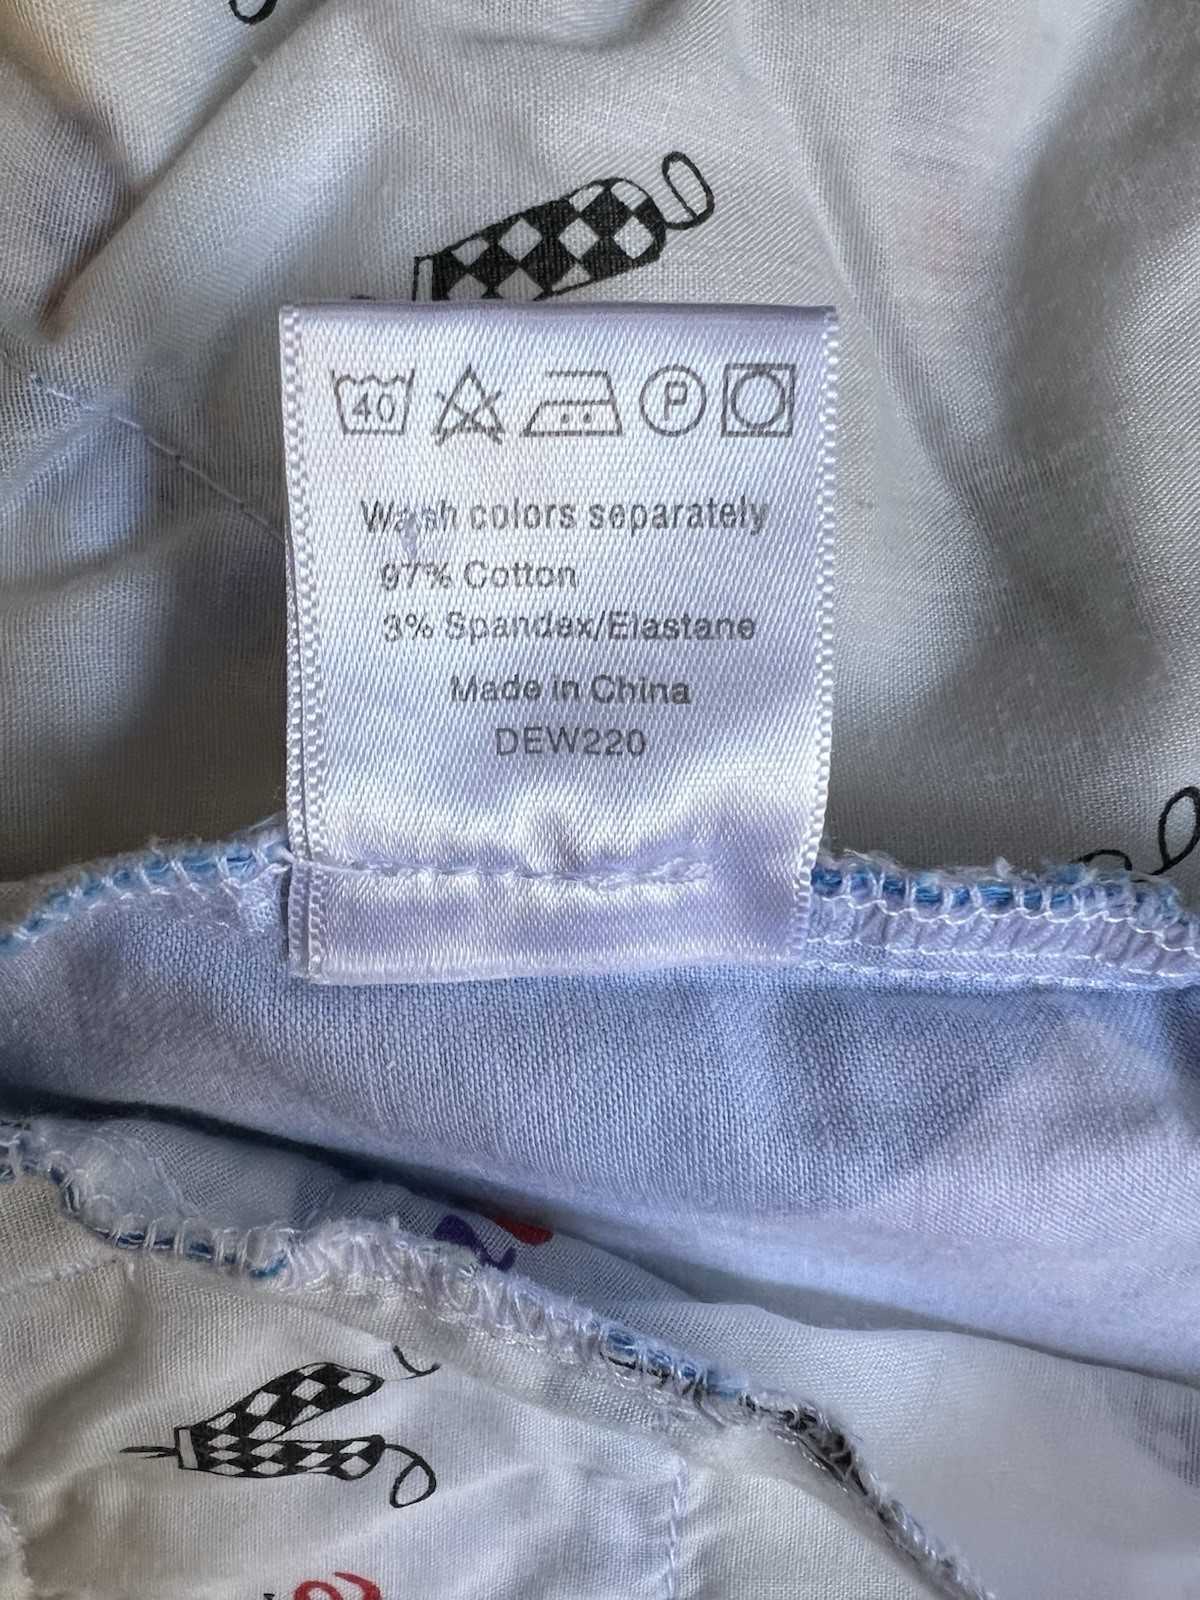 40 P
Wash colors separately
97% Cotton
3% Spandex/Elastane
Made in China
DEW220